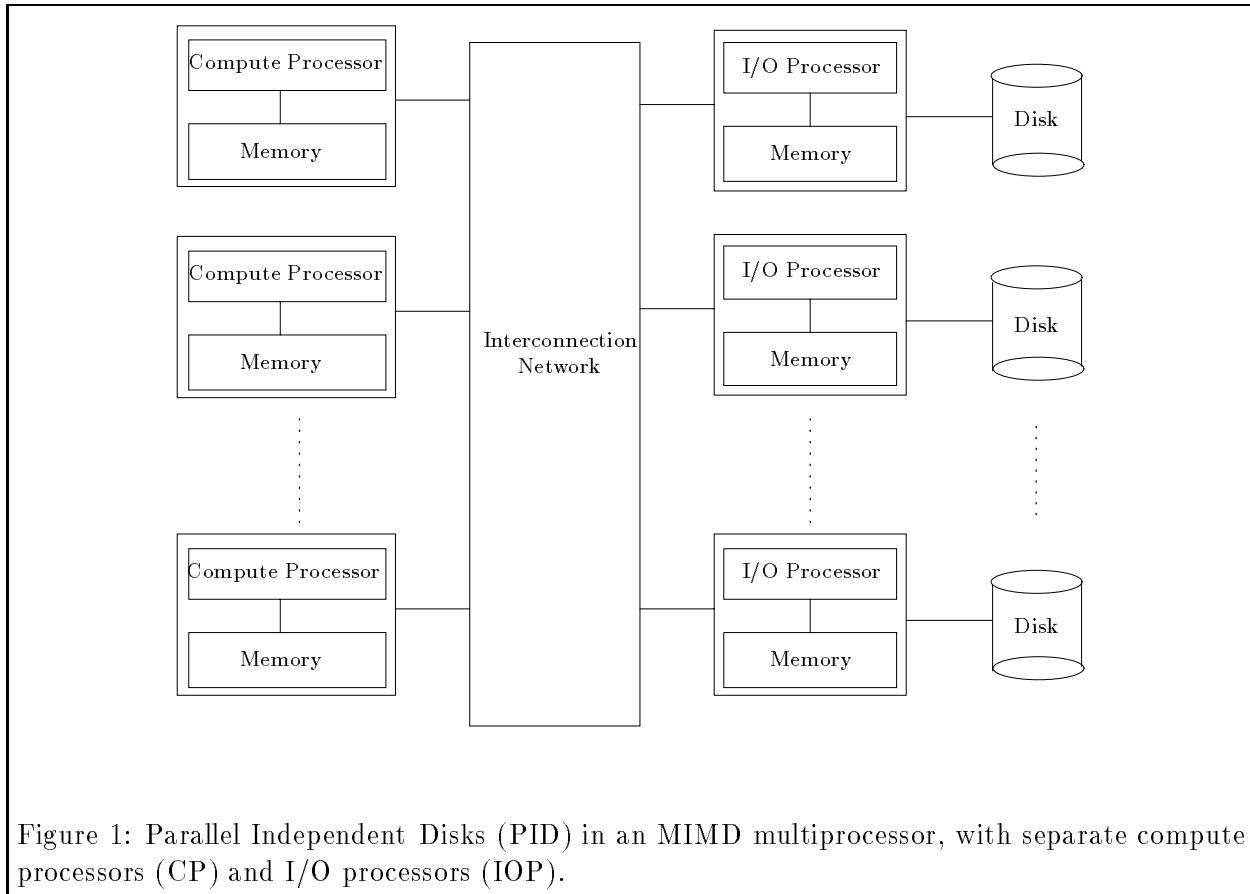 Compute Processor
Memory
I/O Processor
Memory
Disk
Compute Processor
Memory
Interconnection
Network
I/O Processor
Memory
Disk
Compute Processor
Memory
I/O Processor
Memory
Disk
Figure 1: Parallel Independent Disks (PID) in an MIMD multiprocessor, with separate compute
processors (CP) and I/O processors (IOP).